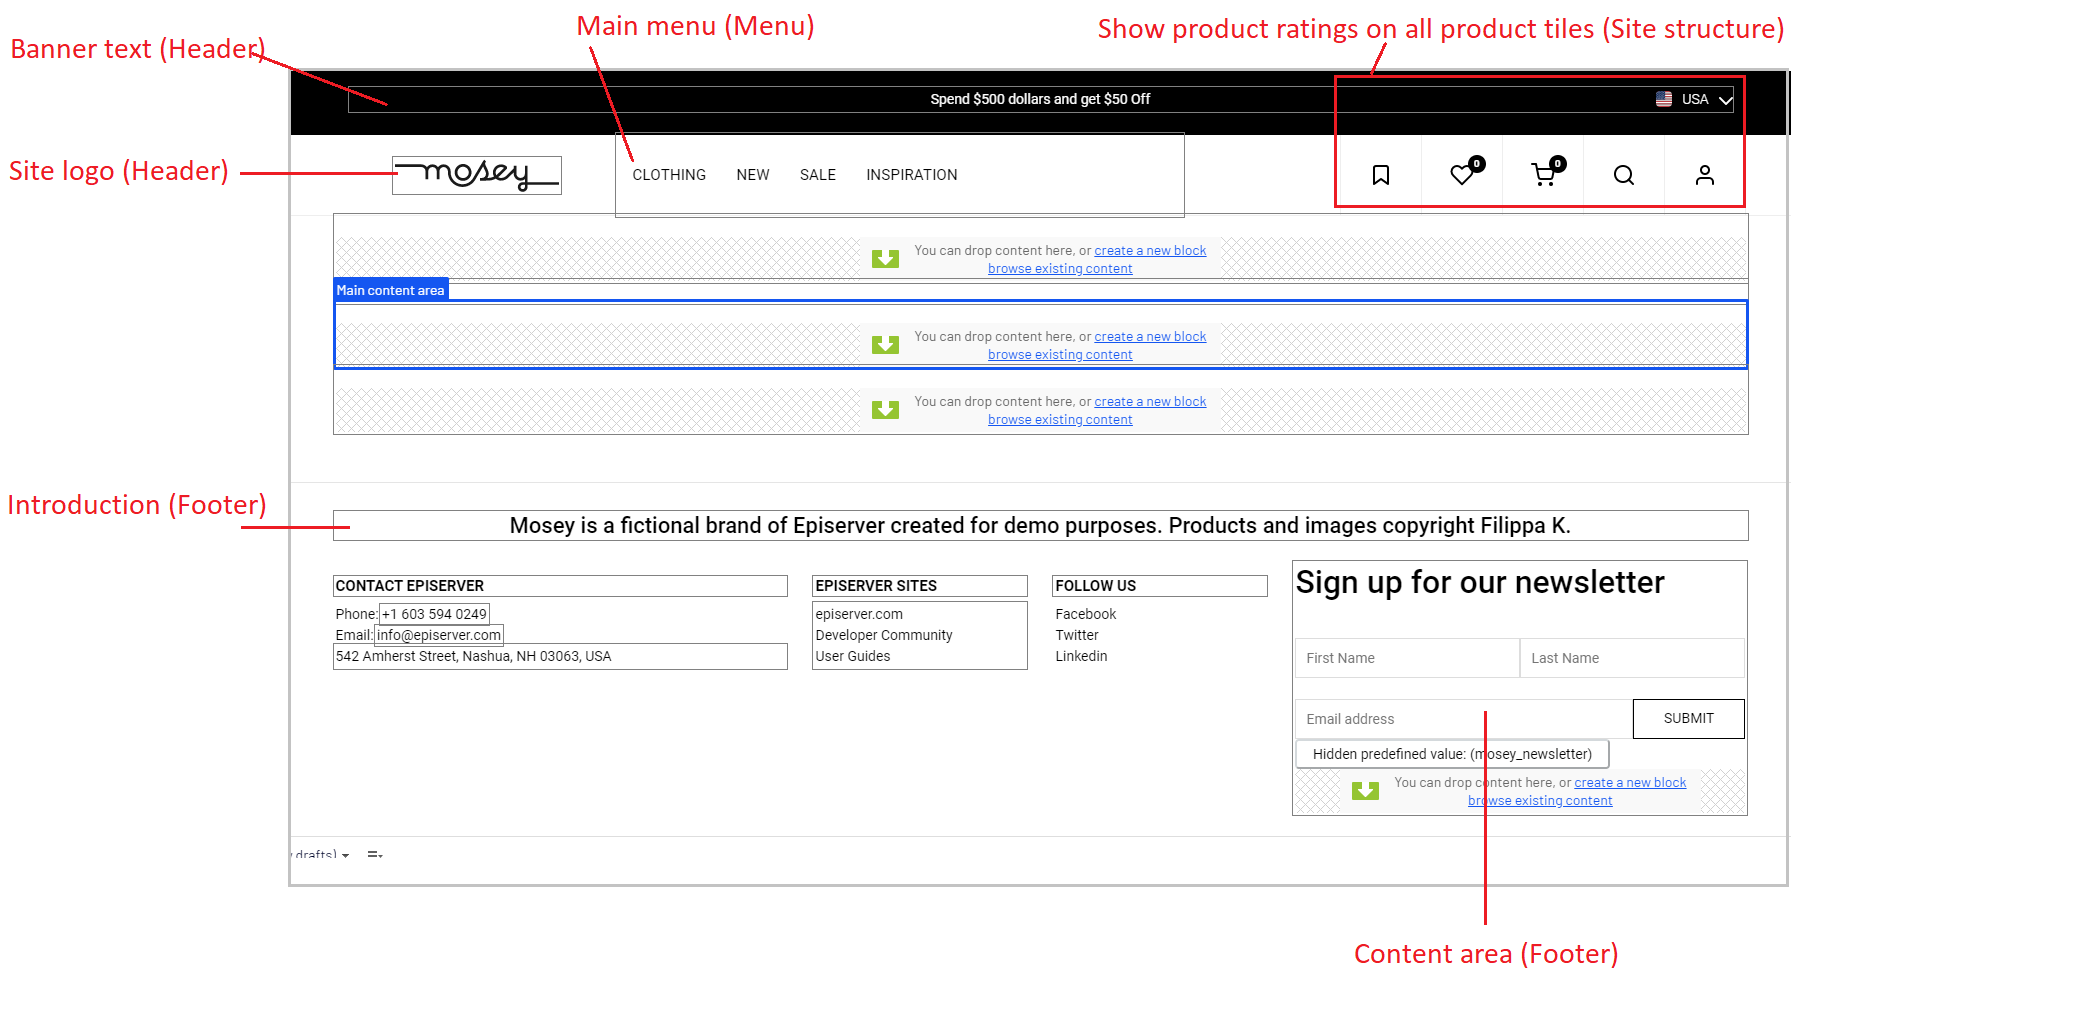 Main menu (Menu)
Show product ratings on all product tiles (Site structure)
Banner text (Header)
Spend $500 dollars and get $50 Off
USA
Site logo (Header)
mosey
CLOTHING NEW SALE INSPIRATION
0
0
You can drop content here, or create a new block
browse existing content
Main content area
You can drop content here, or create a new block
browse existing content
You can drop content here, or create a new block
browse existing content
Introduction (Footer)
Mosey is a fictional brand of Episerver created for demo purposes. Products and images copyright Filippa K.
CONTACT EPISERVER
Phone: +1 603 594 0249
Email: info@episerver.com
542 Amherst Street, Nashua, NH 03063, USA
EPISERVER SITES
episerver.com
Developer Community
User Guides
FOLLOW US
Facebook
Twitter
Linkedin
Sign up for our newsletter
First Name
Last Name
Email address
SUBMIT
Hidden predefined value: (mosey_newsletter)
You can drop content here, or create a new block
browse existing content
drafts)
Content area (Footer)